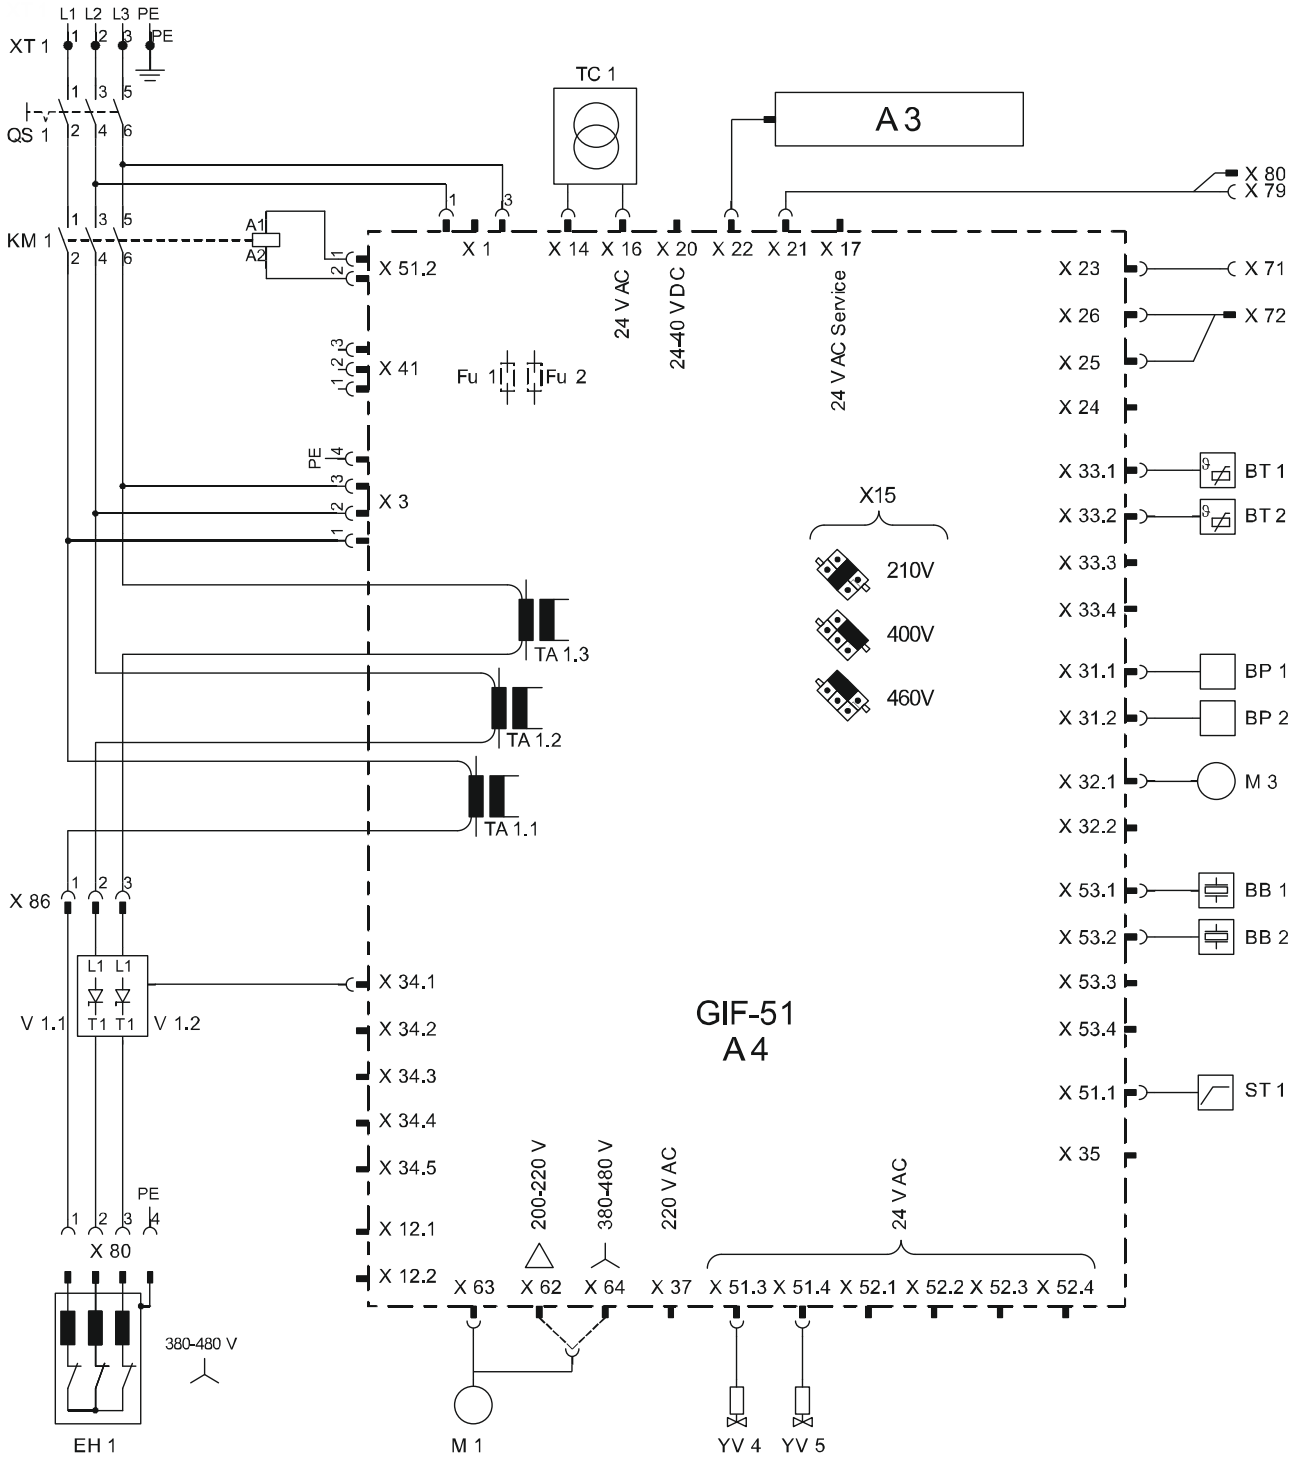 L1 L2 L3 PE
XT 1 1 2 3 PE
1 3 5
QS 1 2 4 6
TC 1
A 3
X 80
X 79
1 3
1 3 5
KM 1
2 4 6
A1
A2
1
2
X 51.2
X 1
X 14
X 16
X 20
X 22
X 21
X 17
24 V AC
24-40 V DC
24 V AC Service
X 23
X 71
X 26
X 72
X 25
X 24
3
2
1
X 41
Fu 1
Fu 2
PE 4
3
2
1
X 3
X 33.1
BT 1
X 33.2
BT 2
X 33.3
X 33.4
X15
210V
400V
460V
TA 1.3
TA 1.2
TA 1.1
X 31.1
BP 1
X 31.2
BP 2
X 32.1
M 3
X 32.2
X 86 1 2 3
X 53.1
BB 1
X 53.2
BB 2
X 53.3
X 53.4
L1 L1
V 1.1 T1 T1 V 1.2
X 34.1
X 34.2
X 34.3
X 34.4
X 34.5
X 12.1
X 12.2
GIF-51
A 4
X 51.1
ST 1
X 35
PE
1 2 3 4
X 80
200-220 V
380-480 V
220 V AC
24 V AC
X 63
X 62
X 64
X 37
X 51.3
X 51.4
X 52.1
X 52.2
X 52.3
X 52.4
380-480 V
EH 1
M 1
YV 4
YV 5